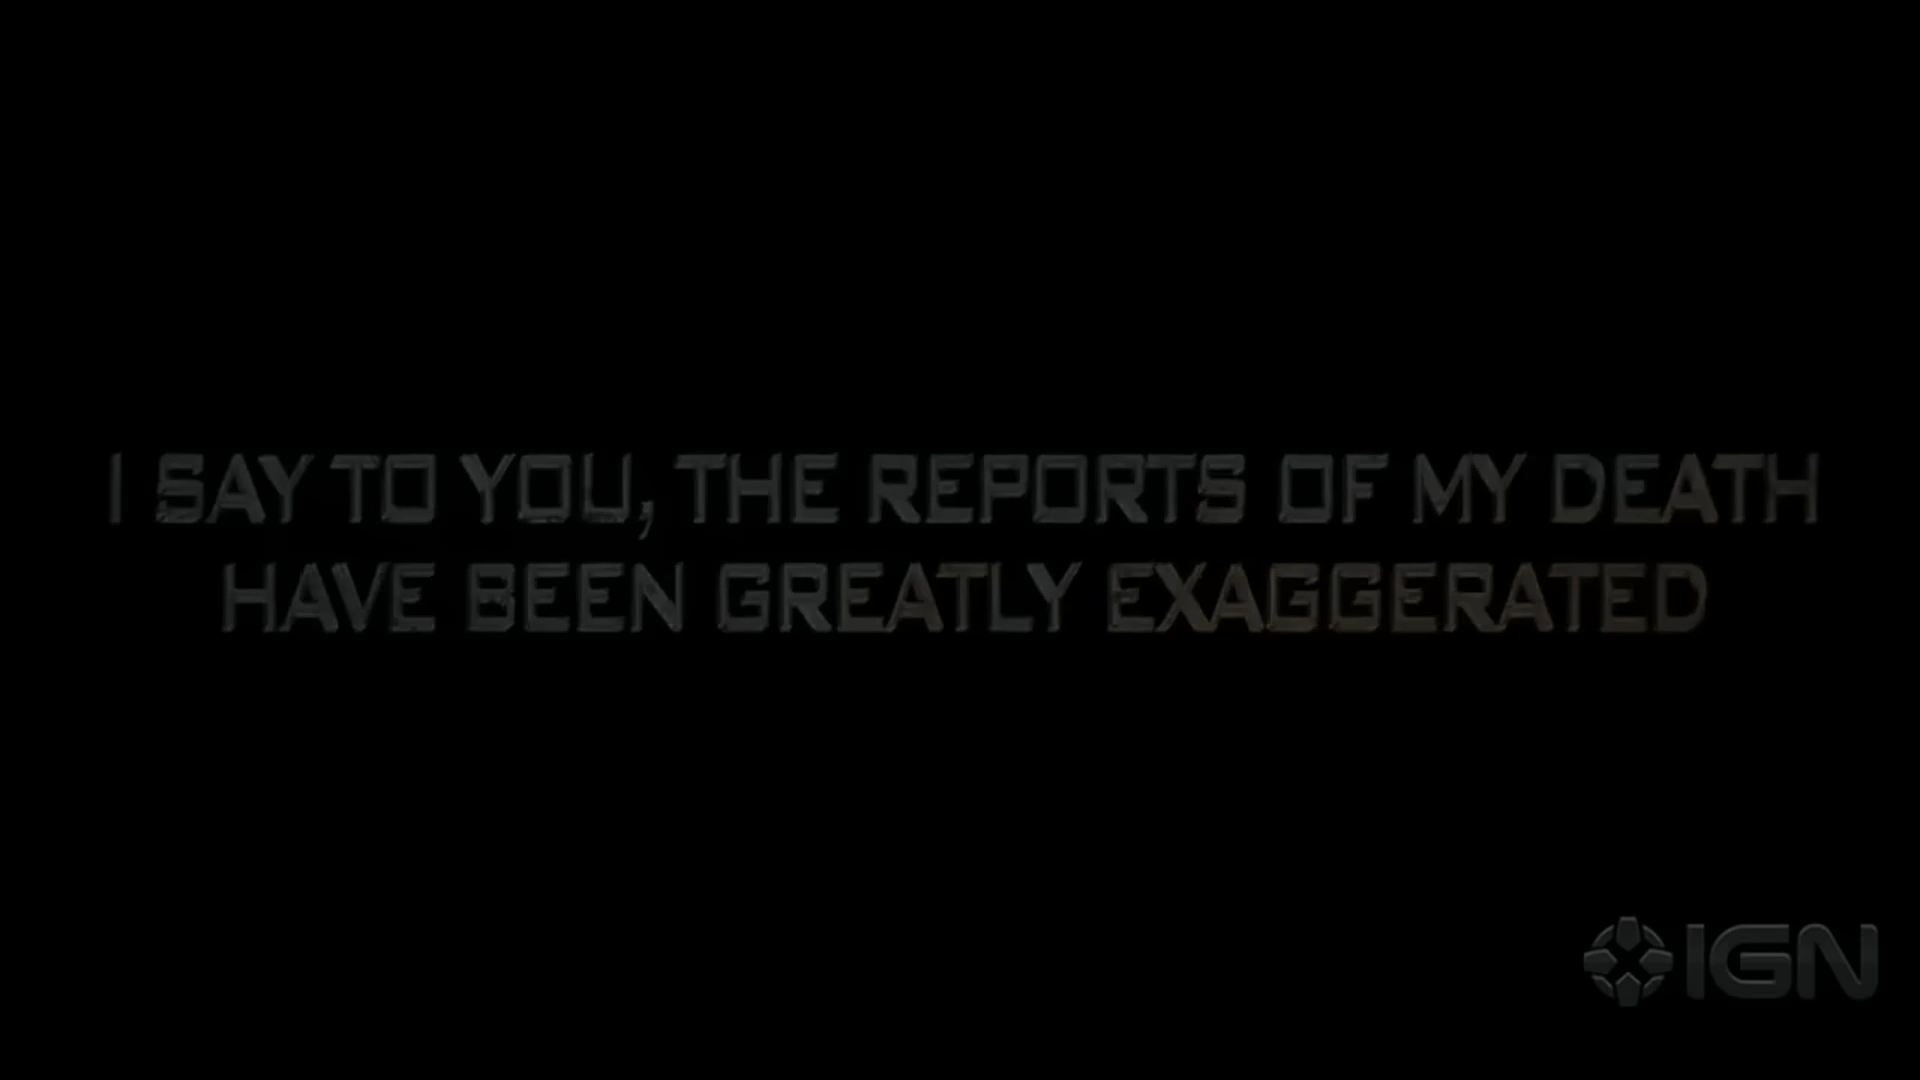 I SAY TO YOU, THE REPORTS OF MY DEATH
HAVE BEEN GREATLY EXAGGERATED
IGN